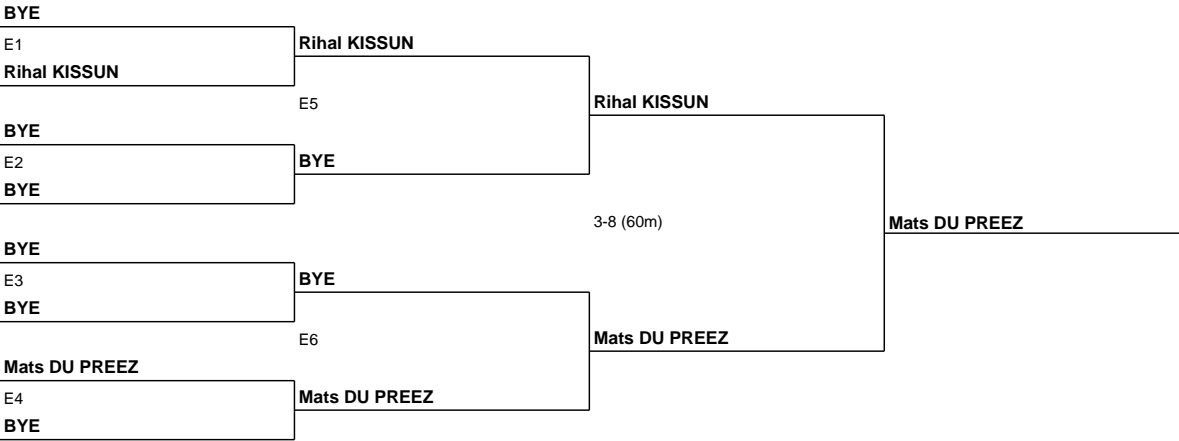 BYE
E1
Rihal KISSUN
Rihal KISSUN
E5
Rihal KISSUN
BYE
E2
BYE
BYE
3-8 (60m)
Mats DU PREEZ
BYE
E3
BYE
BYE
E6
Mats DU PREEZ
Mats DU PREEZ
E4
Mats DU PREEZ
BYE